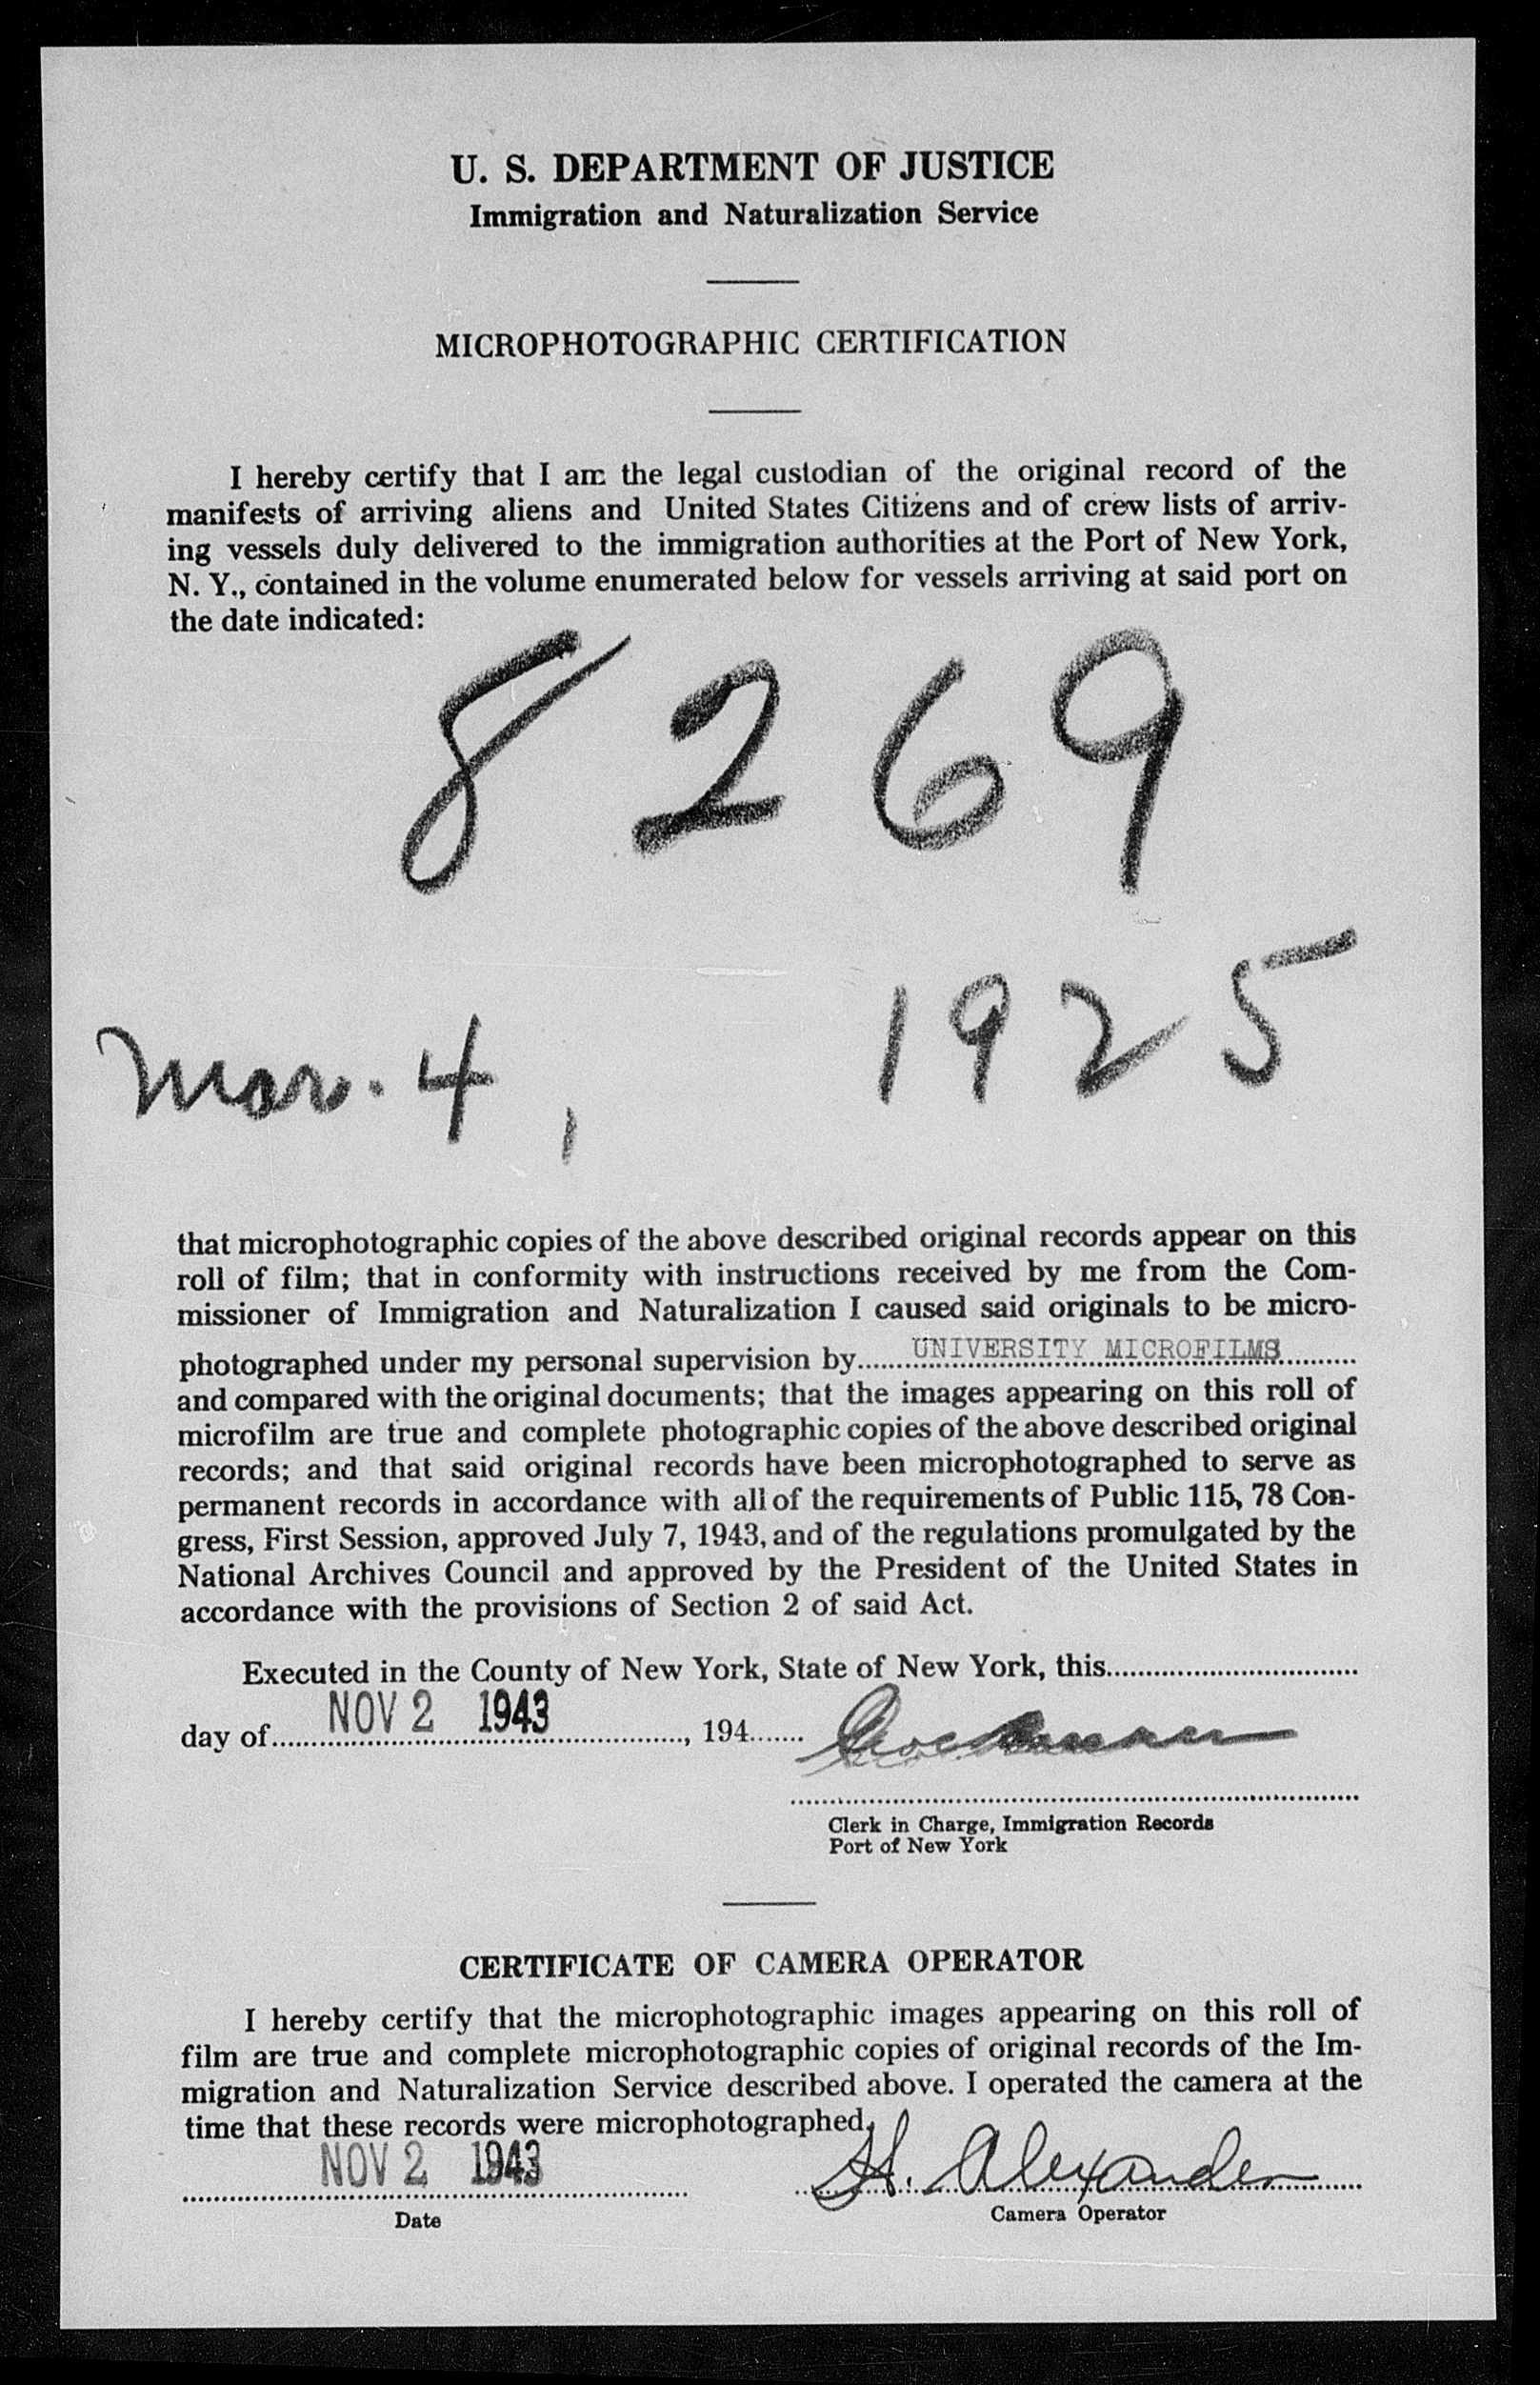 U. S. DEPARTMENT OF JUSTICE
Immigration and Naturalization Service
MICROPHOTOGRAPHIC CERTIFICATION
I hereby certify that I am the legal custodian of the original record of the
manifests of arriving aliens and United States Citizens and of crew lists of arriv-
ing vessels duly delivered to the immigration authorities at the Port of New York,
N. Y., contained in the volume enumerated below for vessels arriving at said port on
the date indicated:
8269
Mar. 4, 1925
that microphotographic copies of the above described original records appear on this
roll of film; that in conformity with instructions received by me from the Com-
missioner of Immigration and Naturalization I caused said originals to be micro-
photographed under my personal supervision by UNIVERSITY MICROFILMS
and compared with the original documents; that the images appearing on this roll of
microfilm are true and complete photographic copies of the above described original
records; and that said original records have been microphotographed to serve as
permanent records in accordance with all of the requirements of Public 115, 78 Con-
gress, First Session, approved July 7, 1943, and of the regulations promulgated by the
National Archives Council and approved by the President of the United States in
accordance with the provisions of Section 2 of said Act.
Executed in the County of New York, State of New York, this
day of NOV 2 1943, 194
Clerk in Charge, Immigration Records
Port of New York
CERTIFICATE OF CAMERA OPERATOR
I hereby certify that the microphotographic images appearing on this roll of
film are true and complete microphotographic copies of original records of the Im-
migration and Naturalization Service described above. I operated the camera at the
time that these records were microphotographed.
NOV 2 1943 H. Alexander
Date Camera Operator